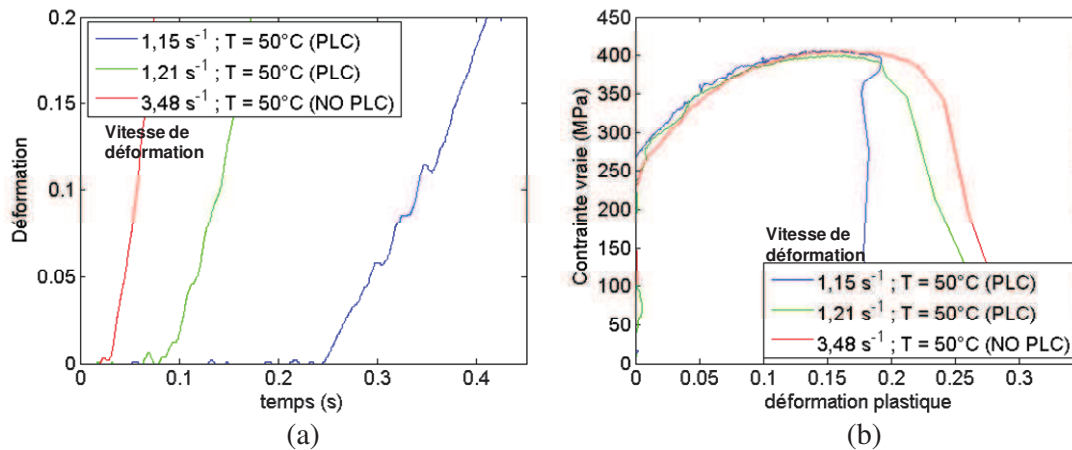 0.2
0.15
0.1
0.05
0
Déformation
1,15 s⁻¹ ; T = 50°C (PLC)
1,21 s⁻¹ ; T = 50°C (PLC)
3,48 s⁻¹ ; T = 50°C (NO PLC)
Vitesse de
déformation
0 0.1 0.2 0.3 0.4
temps (s)
(a)
450
400
350
300
250
200
150
100
50
0
Contrainte vraie (MPa)
Vitesse de
déformation
1,15 s⁻¹ ; T = 50°C (PLC)
1,21 s⁻¹ ; T = 50°C (PLC)
3,48 s⁻¹ ; T = 50°C (NO PLC)
0 0.05 0.1 0.15 0.2 0.25 0.3
déformation plastique
(b)